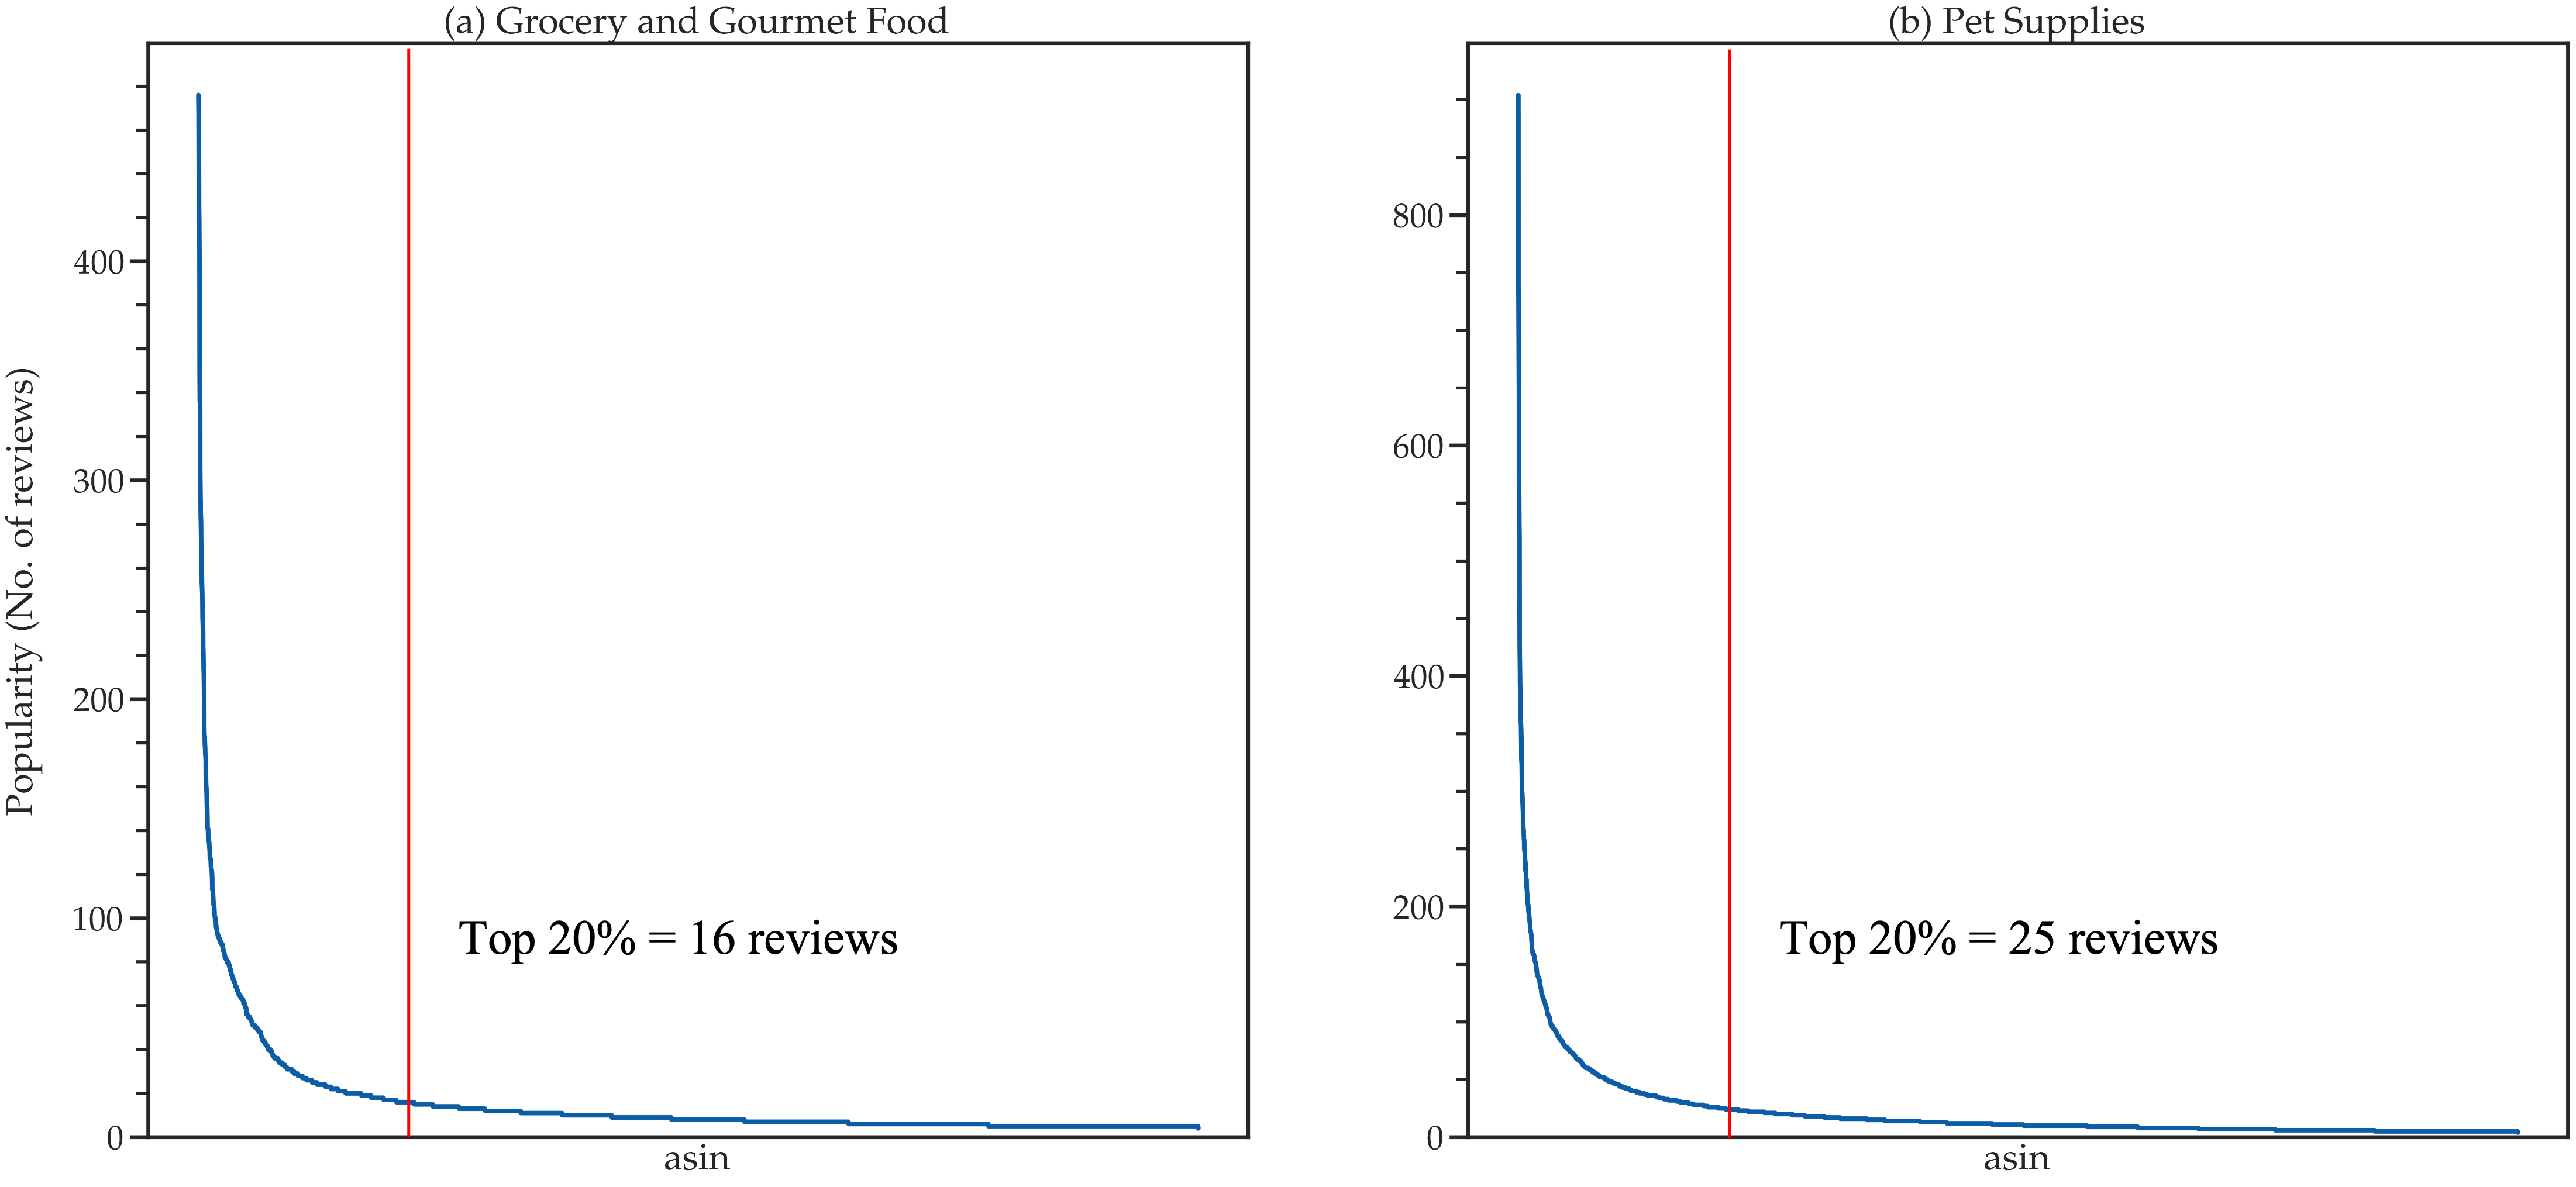 (a) Grocery and Gourmet Food
Popularity (No. of reviews)
400
300
200
100
0
Top 20% = 16 reviews
asin
(b) Pet Supplies
800
600
400
200
0
Top 20% = 25 reviews
asin